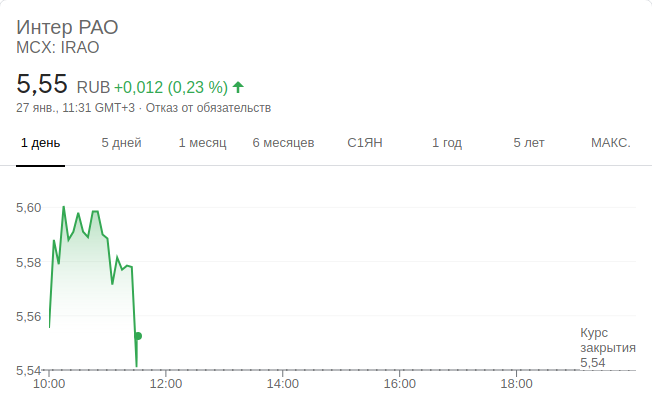 Интер РАО
MCX: IRAO
5,55 RUB +0,012 (0,23 %)
27 янв., 11:31 GMT+3 · Отказ от обязательств
1 день 5 дней 1 месяц 6 месяцев С1ЯН 1 год 5 лет МАКС.
5,60
5,58
5,56
Курс
закрытия
5,54
5,54
10:00 12:00 14:00 16:00 18:00